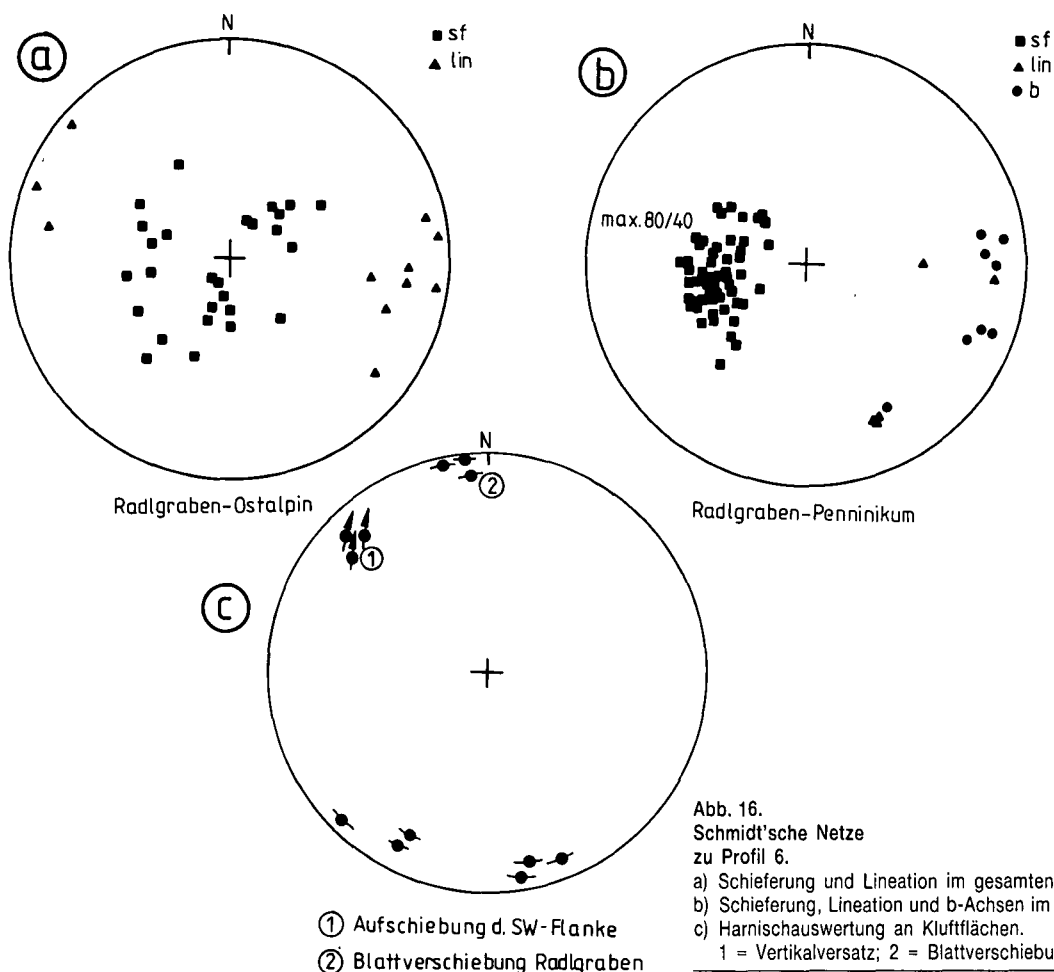 a
N
■ sf
▲ lin
Radlgraben-Ostalpin
b
N
■ sf
▲ lin
● b
max.80/40
Radlgraben-Penninikum
c
N
1
2
① Aufschiebung d. SW-Flanke
② Blattverschiebung Radlgraben
Abb. 16.
Schmidt'sche Netze
zu Profil 6.
a) Schieferung und Lineation im gesamten
b) Schieferung, Lineation und b-Achsen im
c) Harnischauswertung an Kluftflächen.
1 = Vertikalversatz; 2 = Blattverschiebu